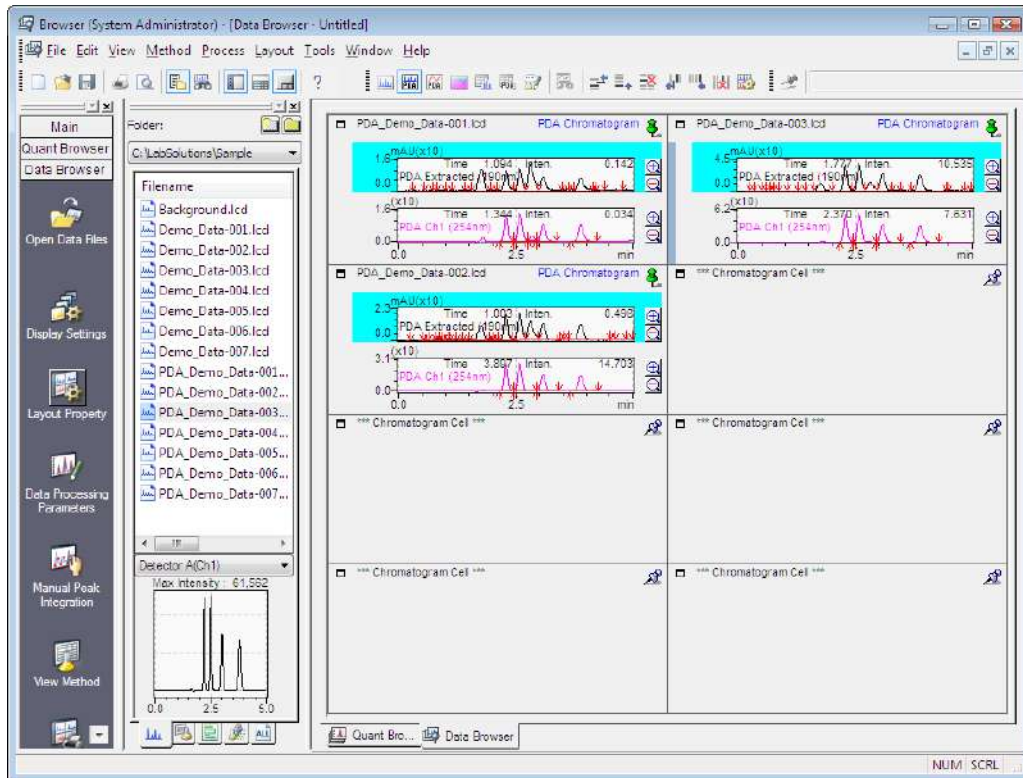 Browser (System Administrator) - [Data Browser - Untitled]
File Edit View Method Process Layout Tools Window Help
Main
Quant Browser
Data Browser
Open Data Files
Display Settings
Layout Property
Data Processing
Parameters
Manual Peak
Integration
View Method
Folder:
C:\LabSolutions\Sample
Filename
Background.lcd
Demo_Data-001.lcd
Demo_Data-002.lcd
Demo_Data-003.lcd
Demo_Data-004.lcd
Demo_Data-005.lcd
Demo_Data-006.lcd
Demo_Data-007.lcd
PDA_Demo_Data-001...
PDA_Demo_Data-002...
PDA_Demo_Data-003...
PDA_Demo_Data-004...
PDA_Demo_Data-005...
PDA_Demo_Data-006...
PDA_Demo_Data-007...
Detector A(Ch1)
Max Intensity : 61,562
0.0 2.5 5.0
ALL
PDA_Demo_Data-001.lcd PDA Chromatogram
mAU(x10)
1.6 Time 1.094 Inten. 0.142
PDA Extracted (190nm)
0.0
(x10)
1.6 Time 1.344 Inten. 0.034
PDA Ch1 (254nm)
0.0
0.0 2.5 min
PDA_Demo_Data-003.lcd PDA Chromatogram
mAU(x10)
4.5 Time 1.777 Inten. 10.535
PDA Extracted (190
0.0
(x10)
6.2 Time 2.370 Inten. 7.631
PDA Ch1 (254nm)
0.0
0.0 2.5 min
PDA_Demo_Data-002.lcd PDA Chromatogram
mAU(x10)
2.3 Time 1.002 Inten. 0.498
PDA Extracted (190nm)
0.0
(x10)
3.1 Time 3.807 Inten. 14.703
PDA Ch1 (254nm)
0.0
0.0 2.5 min
*** Chromatogram Cell ***
*** Chromatogram Cell ***
*** Chromatogram Cell ***
*** Chromatogram Cell ***
*** Chromatogram Cell ***
Quant Bro... Data Browser
NUM SCRL